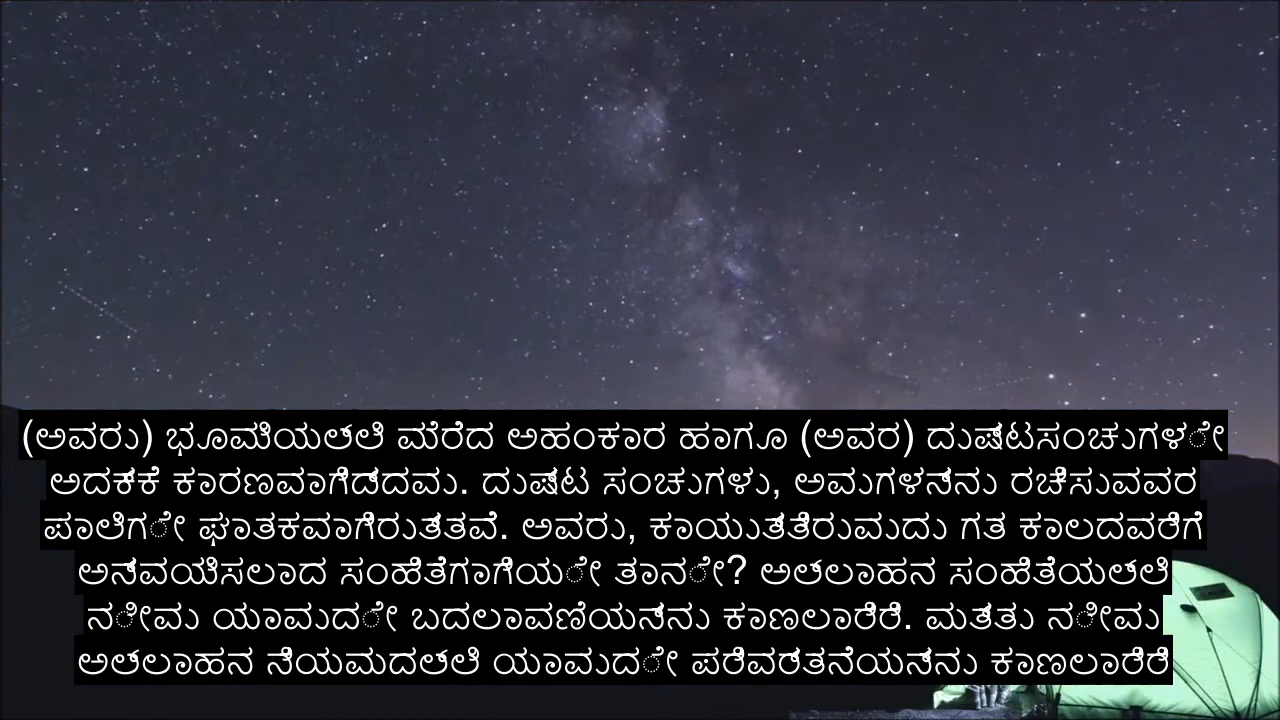 (ಅವರು) ಭೂಮಿಯಲ್ಲಿ ಮೆರೆದ ಅಹಂಕಾರ ಹಾಗೂ (ಅವರ) ದುಷ್ಟಸಂಚುಗಳೇ
ಅದಕ್ಕೆ ಕಾರಣವಾಗಿದ್ದವು. ದುಷ್ಟ ಸಂಚುಗಳು, ಅವುಗಳನ್ನು ರಚಿಸುವವರ
ಪಾಲಿಗೇ ಘಾತಕವಾಗಿರುತ್ತವೆ. ಅವರು, ಕಾಯುತ್ತಿರುವುದು ಗತ ಕಾಲದವರಿಗೆ
ಅನ್ವಯಿಸಲಾದ ಸಂಹಿತೆಗಾಗಿಯೇ ತಾನೇ? ಅಲ್ಲಾಹನ ಸಂಹಿತೆಯಲ್ಲಿ
ನೀವು ಯಾವುದೇ ಬದಲಾವಣೆಯನ್ನು ಕಾಣಲಾರಿರಿ. ಮತ್ತು ನೀವು
ಅಲ್ಲಾಹನ ನಿಯಮದಲ್ಲಿ ಯಾವುದೇ ಪರಿವರ್ತನೆಯನ್ನು ಕಾಣಲಾರಿರಿ